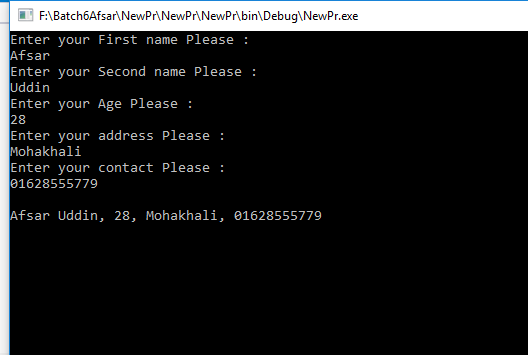 F:\Batch6Afsar\NewPr\NewPr\NewPr\bin\Debug\NewPr.exe
Enter your First name Please :
Afsar
Enter your Second name Please :
Uddin
Enter your Age Please :
28
Enter your address Please :
Mohakhali
Enter your contact Please :
01628555779
Afsar Uddin, 28, Mohakhali, 01628555779